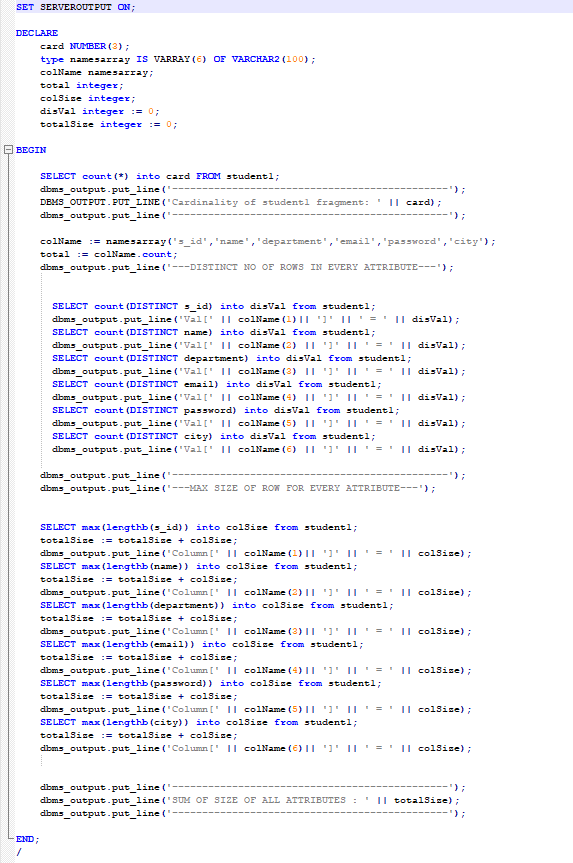 SET SERVEROUTPUT ON;
DECLARE
card NUMBER(3);
type namesarray IS VARRAY(6) OF VARCHAR2(100);
colName namesarray;
total integer;
colSize integer;
disVal integer := 0;
totalSize integer := 0;
BEGIN
SELECT count(*) into card FROM student1;
dbms_output.put_line('----------------------------------------------');
DBMS_OUTPUT.PUT_LINE('Cardinality of student1 fragment: ' || card);
dbms_output.put_line('----------------------------------------------');
colName := namesarray('s_id','name','department','email','password','city');
total := colName.count;
dbms_output.put_line('---DISTINCT NO OF ROWS IN EVERY ATTRIBUTE---');
SELECT count(DISTINCT s_id) into disVal from student1;
dbms_output.put_line('Val[' || colName(1)|| ']' || ' = ' || disVal);
SELECT count(DISTINCT name) into disVal from student1;
dbms_output.put_line('Val[' || colName(2) || ']' || ' = ' || disVal);
SELECT count(DISTINCT department) into disVal from student1;
dbms_output.put_line('Val[' || colName(3) || ']' || ' = ' || disVal);
SELECT count(DISTINCT email) into disVal from student1;
dbms_output.put_line('Val[' || colName(4) || ']' || ' = ' || disVal);
SELECT count(DISTINCT password) into disVal from student1;
dbms_output.put_line('Val[' || colName(5) || ']' || ' = ' || disVal);
SELECT count(DISTINCT city) into disVal from student1;
dbms_output.put_line('Val[' || colName(6) || ']' || ' = ' || disVal);
dbms_output.put_line('----------------------------------------------');
dbms_output.put_line('---MAX SIZE OF ROW FOR EVERY ATTRIBUTE---');
SELECT max(lengthb(s_id)) into colSize from student1;
totalSize := totalSize + colSize;
dbms_output.put_line('Column[' || colName(1)|| ']' || ' = ' || colSize);
SELECT max(lengthb(name)) into colSize from student1;
totalSize := totalSize + colSize;
dbms_output.put_line('Column[' || colName(2)|| ']' || ' = ' || colSize);
SELECT max(lengthb(department)) into colSize from student1;
totalSize := totalSize + colSize;
dbms_output.put_line('Column[' || colName(3)|| ']' || ' = ' || colSize);
SELECT max(lengthb(email)) into colSize from student1;
totalSize := totalSize + colSize;
dbms_output.put_line('Column[' || colName(4)|| ']' || ' = ' || colSize);
SELECT max(lengthb(password)) into colSize from student1;
totalSize := totalSize + colSize;
dbms_output.put_line('Column[' || colName(5)|| ']' || ' = ' || colSize);
SELECT max(lengthb(city)) into colSize from student1;
totalSize := totalSize + colSize;
dbms_output.put_line('Column[' || colName(6)|| ']' || ' = ' || colSize);
dbms_output.put_line('----------------------------------------------');
dbms_output.put_line('SUM OF SIZE OF ALL ATTRIBUTES : ' || totalSize);
dbms_output.put_line('----------------------------------------------');
END;
/